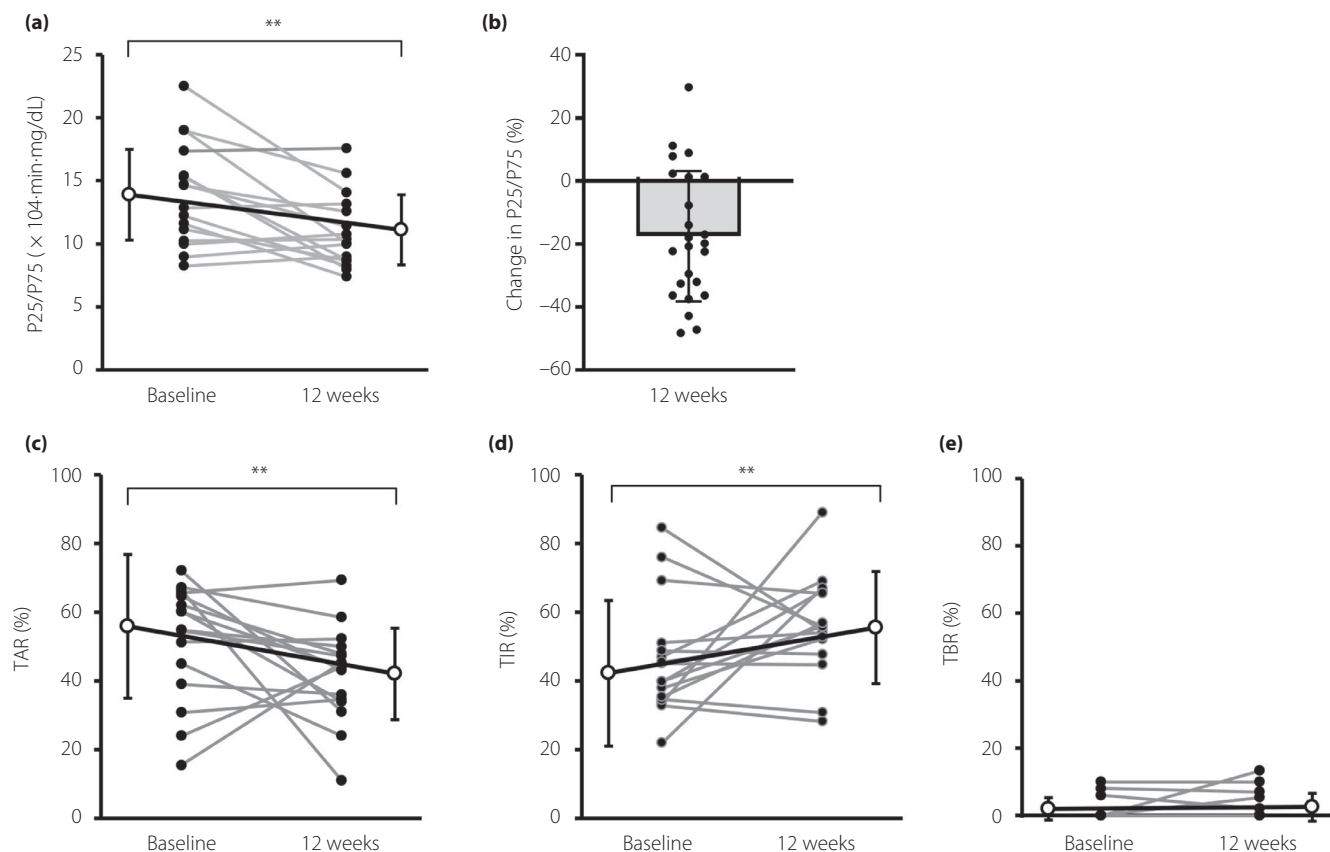 (a)
**
25
20
15
10
5
0
P25/P75 ( × 104·min·mg/dL)
Baseline 12 weeks
(b)
40
20
0
−20
−40
−60
Change in P25/P75 (%)
12 weeks
(c)
**
100
80
60
40
20
0
TAR (%)
Baseline 12 weeks
(d)
**
100
80
60
40
20
0
TIR (%)
Baseline 12 weeks
(e)
100
80
60
40
20
0
TBR (%)
Baseline 12 weeks